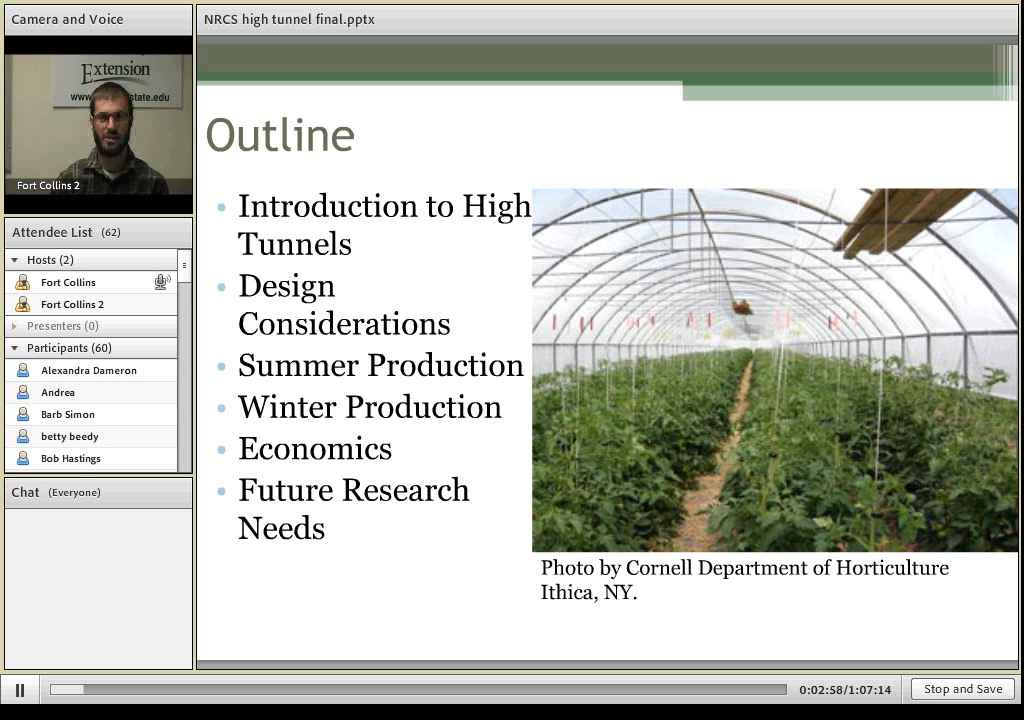 Camera and Voice
Extension
www.
state.edu
Fort Collins 2
Attendee List (62)
Hosts (2)
Fort Collins
Fort Collins 2
Presenters (0)
Participants (60)
Alexandra Dameron
Andrea
Barb Simon
betty beedy
Bob Hastings
Chat (Everyone)
NRCS high tunnel final.pptx
Outline
• Introduction to High
Tunnels
• Design
Considerations
• Summer Production
• Winter Production
• Economics
• Future Research
Needs
Photo by Cornell Department of Horticulture
Ithica, NY.
0:02:58/1:07:14
Stop and Save